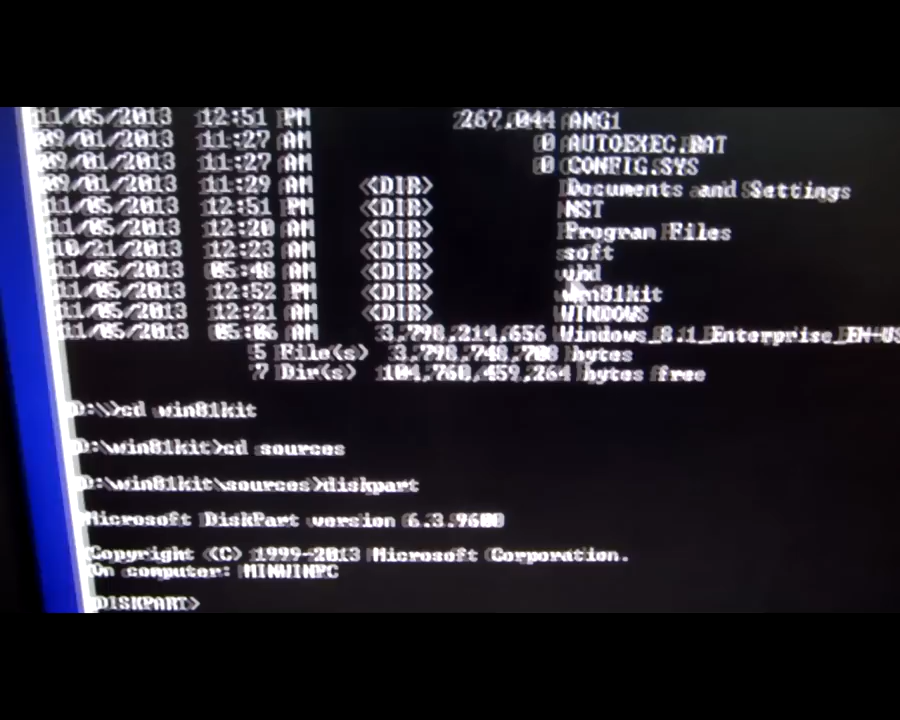 11/05/2013 12:51 PM 267,044 ANG1
09/01/2013 11:27 AM 0 AUTOEXEC.BAT
09/01/2013 11:27 AM 0 CONFIG.SYS
09/01/2013 11:29 AM <DIR> Documents and Settings
11/05/2013 12:51 PM <DIR> NST
11/05/2013 12:20 AM <DIR> Program Files
10/21/2013 12:23 AM <DIR> soft
11/05/2013 05:48 AM <DIR> vhd
11/05/2013 12:52 PM <DIR> win81kit
11/05/2013 12:21 AM <DIR> WINDOWS
11/05/2013 05:06 AM 3,798,214,656 Windows_8.1_Enterprise_EN-US
5 File(s) 3,798,748,708 bytes
7 Dir(s) 104,760,459,264 bytes free
D:\>cd win81kit
D:\win81kit>cd sources
D:\win81kit\sources>diskpart
Microsoft DiskPart version 6.3.9600
Copyright (C) 1999-2013 Microsoft Corporation.
On computer: MINWINPC
DISKPART>